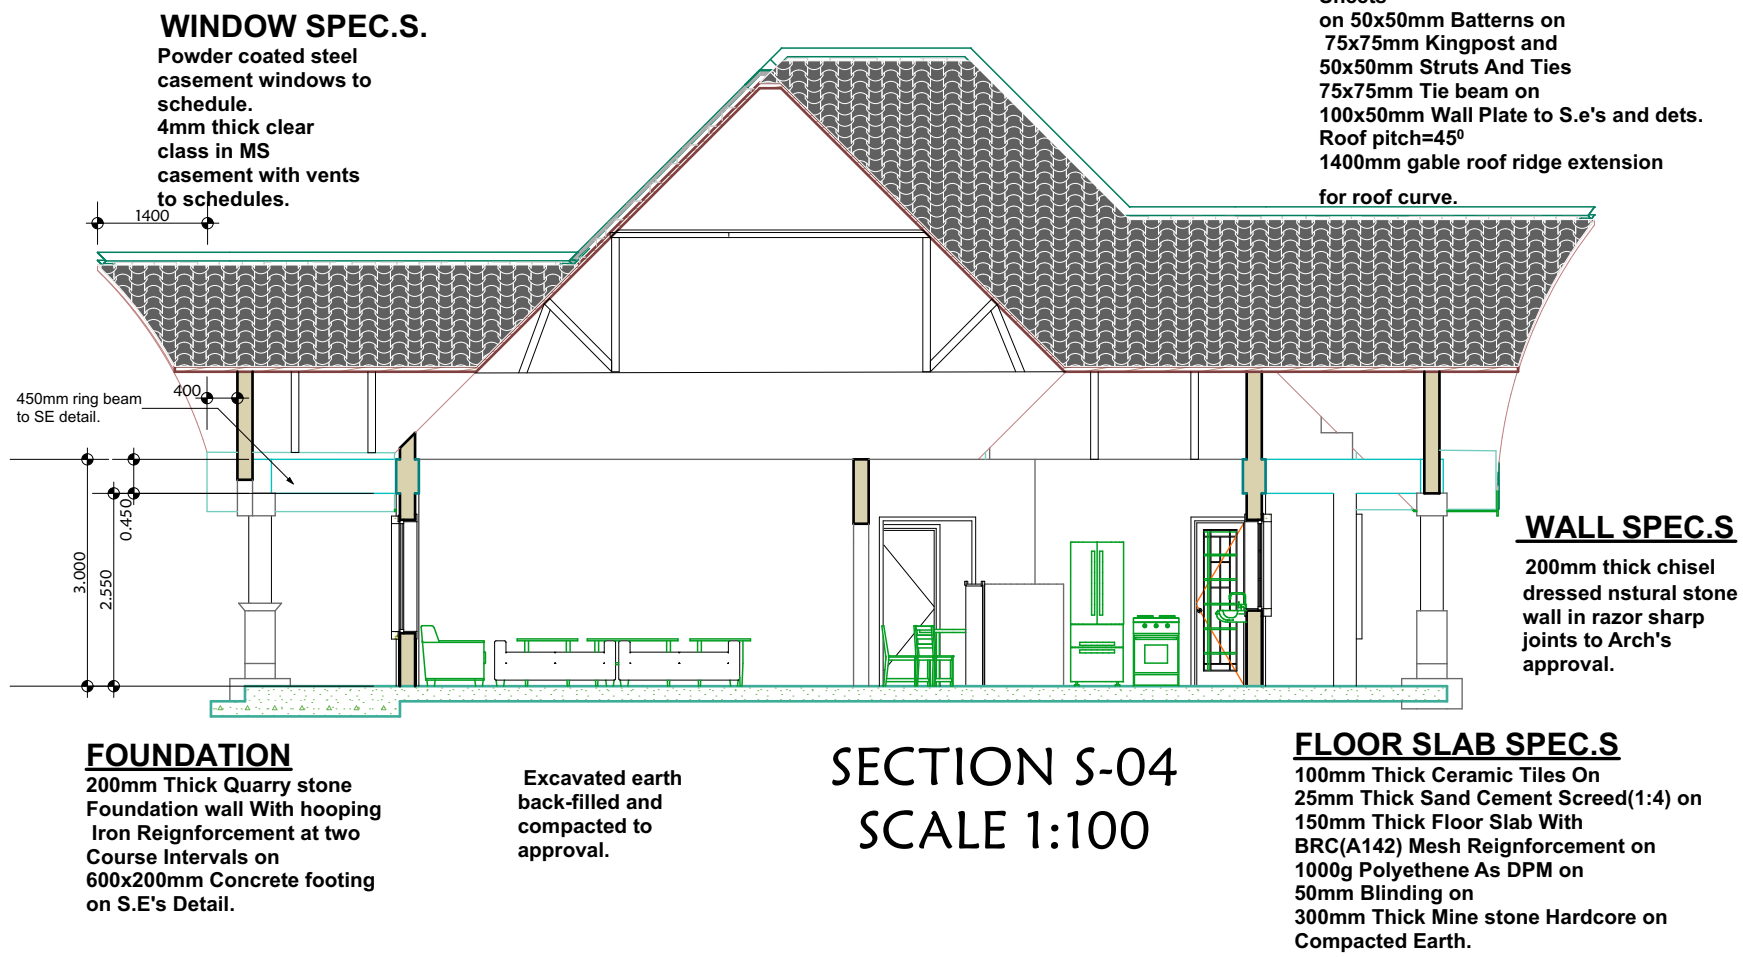 WINDOW SPEC.S.
Powder coated steel
casement windows to
schedule.
4mm thick clear
class in MS
casement with vents
to schedules.
on 50x50mm Batterns on
75x75mm Kingpost and
50x50mm Struts And Ties
75x75mm Tie beam on
100x50mm Wall Plate to S.e's and dets.
Roof pitch=45⁰
1400mm gable roof ridge extension
for roof curve.
1400
400
450mm ring beam
to SE detail.
0.450
3.000
2.550
WALL SPEC.S
200mm thick chisel
dressed nstural stone
wall in razor sharp
joints to Arch's
approval.
FOUNDATION
200mm Thick Quarry stone
Foundation wall With hooping
Iron Reignforcement at two
Course Intervals on
600x200mm Concrete footing
on S.E's Detail.
Excavated earth
back-filled and
compacted to
approval.
SECTION S-04
SCALE 1:100
FLOOR SLAB SPEC.S
100mm Thick Ceramic Tiles On
25mm Thick Sand Cement Screed(1:4) on
150mm Thick Floor Slab With
BRC(A142) Mesh Reignforcement on
1000g Polyethene As DPM on
50mm Blinding on
300mm Thick Mine stone Hardcore on
Compacted Earth.